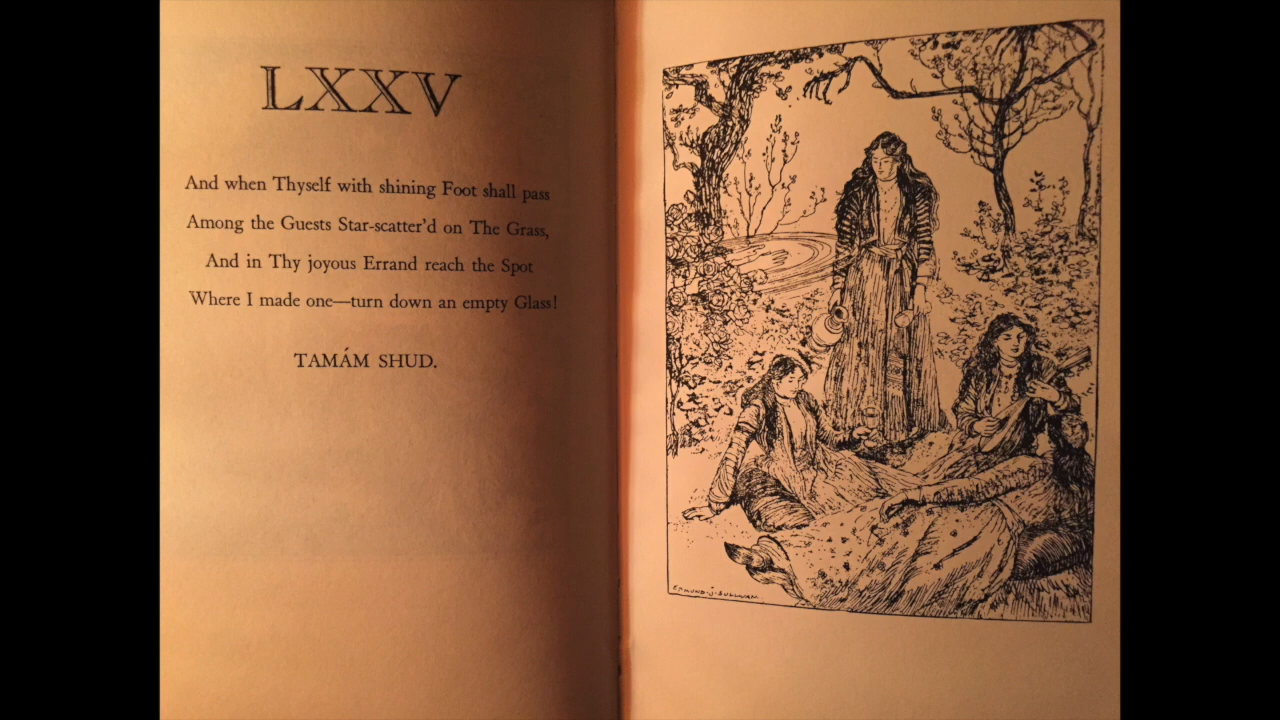 LXXV
And when Thyself with shining Foot shall pass
Among the Guests Star-scatter'd on The Grass,
And in Thy joyous Errand reach the Spot
Where I made one—turn down an empty Glass!
TAMÁM SHUD.
EDMUND·J·SULLIVAN